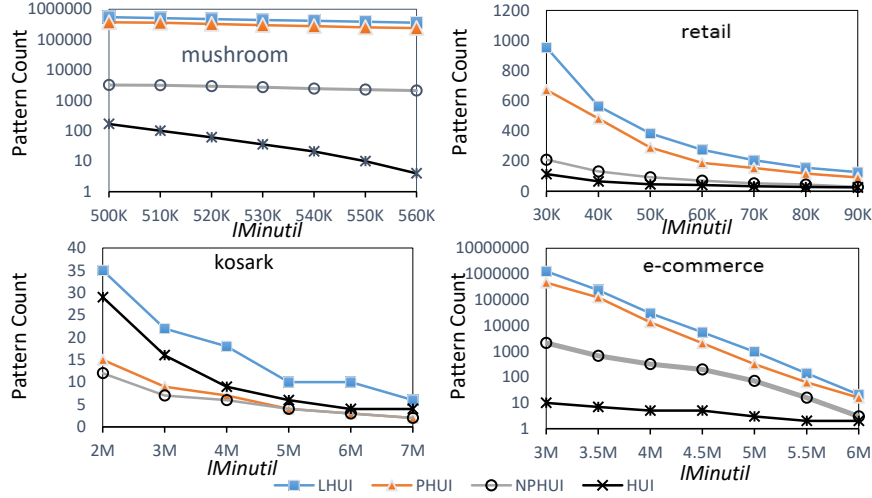 mushroom
Pattern Count
1000000
100000
10000
1000
100
10
1
500K 510K 520K 530K 540K 550K 560K
lMinutil
retail
Pattern Count
1200
1000
800
600
400
200
0
30K 40K 50K 60K 70K 80K 90K
lMinutil
kosark
Pattern Count
40
35
30
25
20
15
10
5
0
2M 3M 4M 5M 6M 7M
lMinutil
e-commerce
Pattern Count
10000000
1000000
100000
10000
1000
100
10
1
3M 3.5M 4M 4.5M 5M 5.5M 6M
lMinutil
LHUI PHUI NPHUI HUI